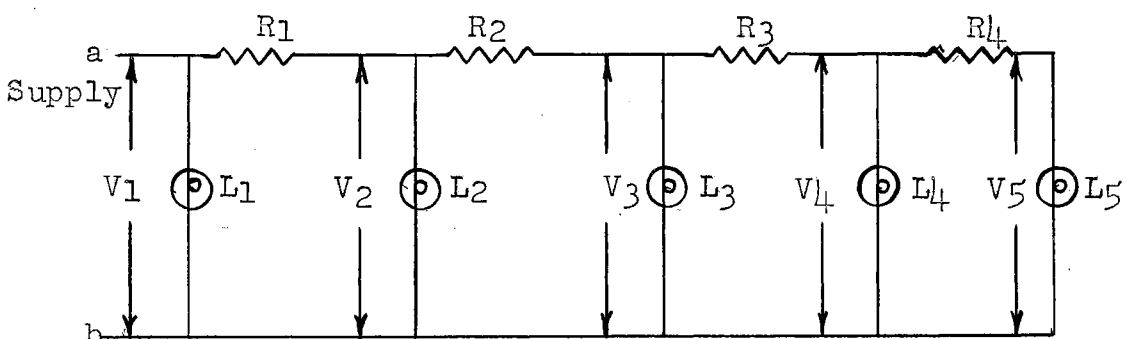 R1 R2 R3 R4
a
Supply
V1 L1 V2 L2 V3 L3 V4 L4 V5 L5
b